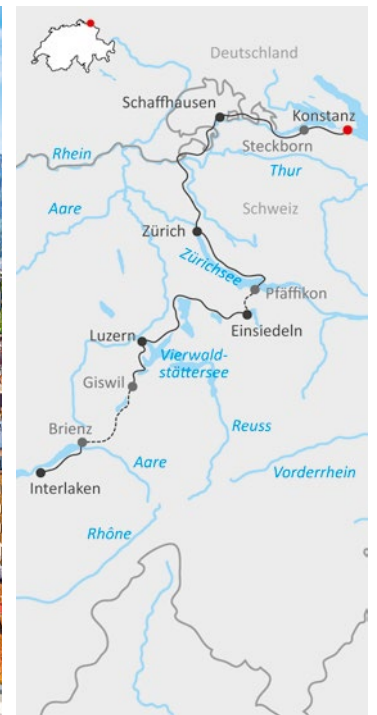 Deutschland
Schaffhausen
Konstanz
Steckborn
Rhein
Thur
Aare
Schweiz
Zürich
Zürichsee
Pfäffikon
Luzern
Einsiedeln
Vierwald-
stättersee
Giswil
Brienz
Reuss
Aare
Vorderrhein
Interlaken
Rhône